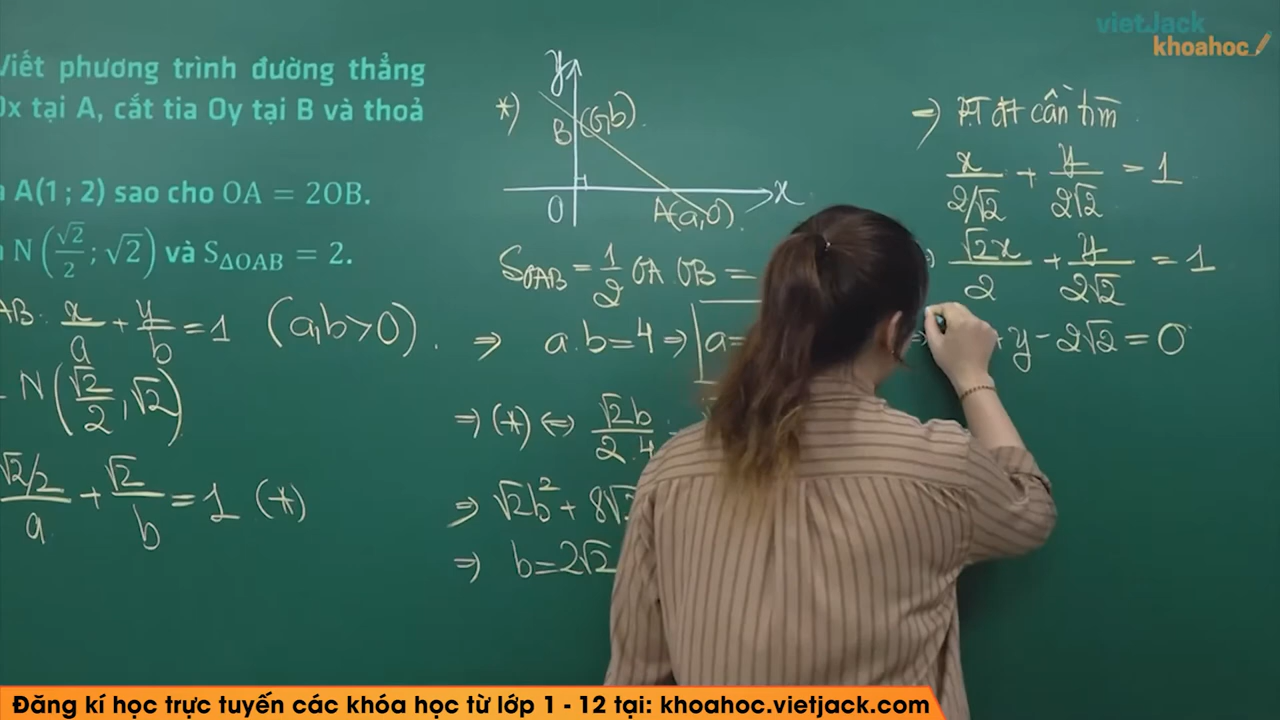 vietJack
khoahoc
Viết phương trình đường thẳng
Ox tại A, cắt tia Oy tại B và thoả
A(1 ; 2) sao cho OA = 2OB.
N (√2/2 ; √2) và S△OAB = 2.
AB: x/a + y/b = 1 (a,b>0).
N(√2/2, √2)
√2/2 / a + √2/b = 1 (*)
*)
y
B (0,b).
O
A(a,0).
x
S OAB = 1/2 OA.OB =
⇒ a.b=4 ⇒ a=
⇒ (*) ⇔ √2b/2.4
⇒ √2b² + 8√2
⇒ b=2√2
⇒ PT đt cần tìm
x/2/√2 + y/2√2 = 1
√2x/2 + y/2√2 = 1
⇒ + y - 2√2 = 0
Đăng kí học trực tuyến các khóa học từ lớp 1 - 12 tại: khoahoc.vietjack.com